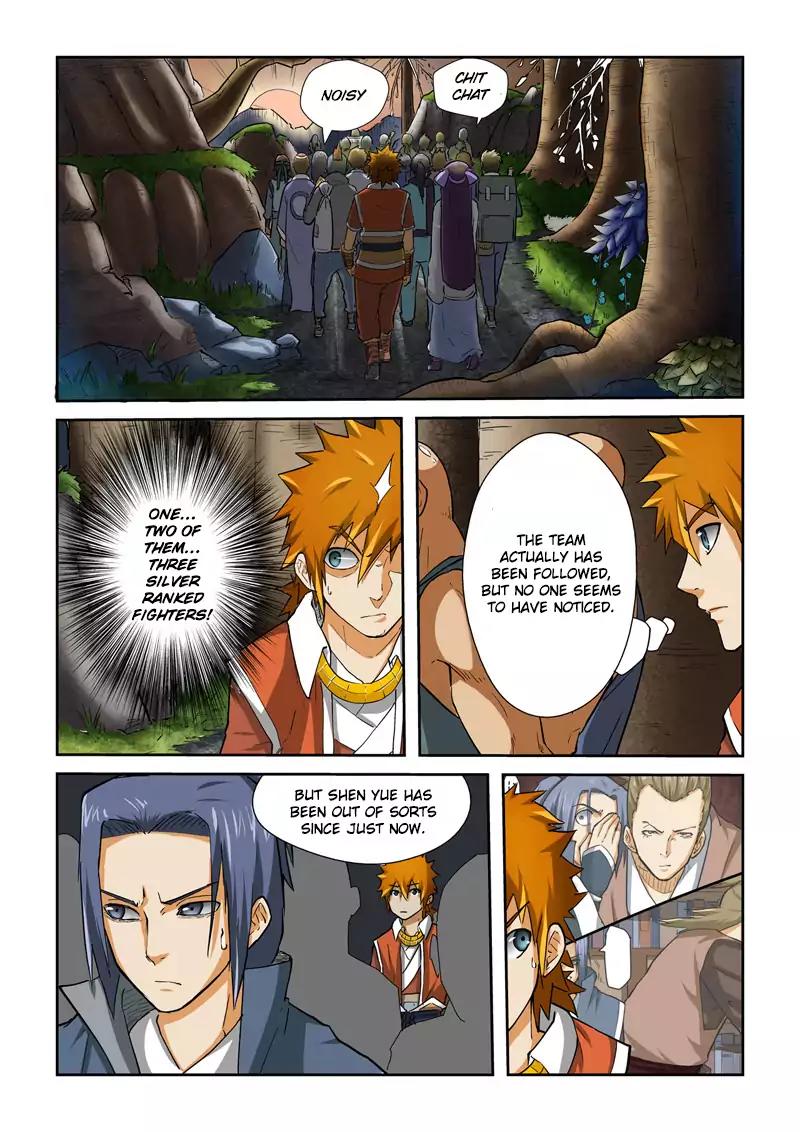 NOISY
CHIT
CHAT
ONE...
TWO OF
THEM...
THREE
SILVER
RANKED
FIGHTERS!
THE TEAM
ACTUALLY HAS
BEEN FOLLOWED,
BUT NO ONE SEEMS
TO HAVE NOTICED.
BUT SHEN YUE HAS
BEEN OUT OF SORTS
SINCE JUST NOW.